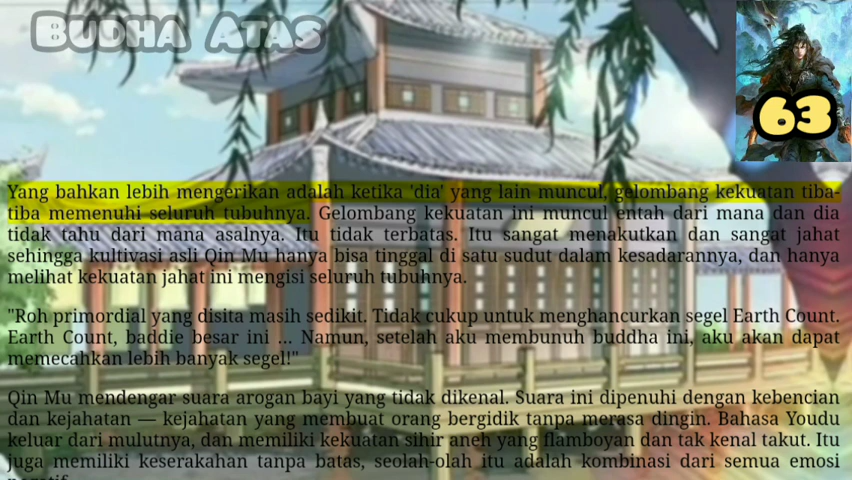 BUDHA ATAS
63
Yang bahkan lebih mengerikan adalah ketika 'dia' yang lain muncul, gelombang kekuatan tiba-
tiba memenuhi seluruh tubuhnya. Gelombang kekuatan ini muncul entah dari mana dan dia
tidak tahu dari mana asalnya. Itu tidak terbatas. Itu sangat menakutkan dan sangat jahat
sehingga kultivasi asli Qin Mu hanya bisa tinggal di satu sudut dalam kesadarannya, dan hanya
melihat kekuatan jahat ini mengisi seluruh tubuhnya.
"Roh primordial yang disita masih sedikit. Tidak cukup untuk menghancurkan segel Earth Count.
Earth Count, baddie besar ini ... Namun, setelah aku membunuh buddha ini, aku akan dapat
memecahkan lebih banyak segel!"
Qin Mu mendengar suara arogan bayi yang tidak dikenal. Suara ini dipenuhi dengan kebencian
dan kejahatan — kejahatan yang membuat orang bergidik tanpa merasa dingin. Bahasa Youdu
keluar dari mulutnya, dan memiliki kekuatan sihir aneh yang flamboyan dan tak kenal takut. Itu
juga memiliki keserakahan tanpa batas, seolah-olah itu adalah kombinasi dari semua emosi